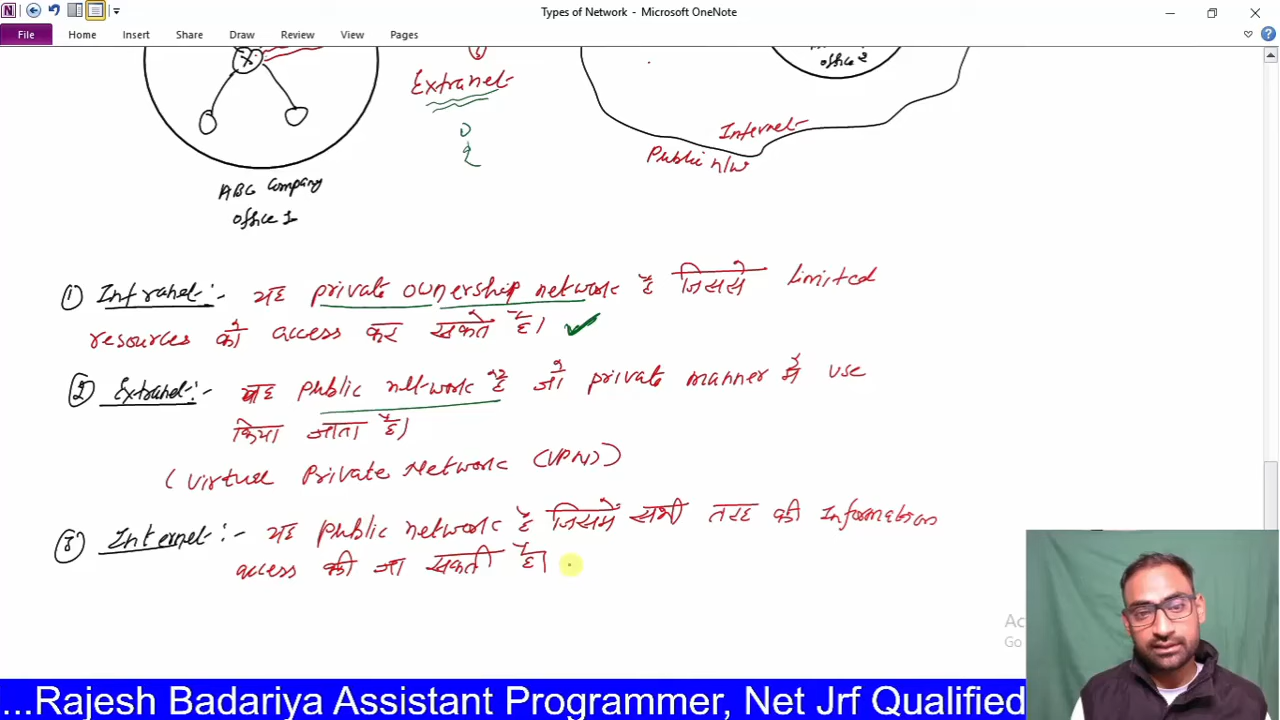 Types of Network - Microsoft OneNote
File Home Insert Share Draw Review View Pages
Extranet
office 2
Internet
Public n/w
ABC Company
office 1
① Intranet :- यह private ownership network है जिससे limited
resources को access कर सकते है।
② Extranet :- यह public network है जो private manner में use
किया जाता है।
(Virtual Private Network (VPN))
③ Internet :- यह public network है जिसमें सभी तरह की Information
access की जा सकती है।
Go
...Rajesh Badariya Assistant Programmer, Net Jrf Qualified